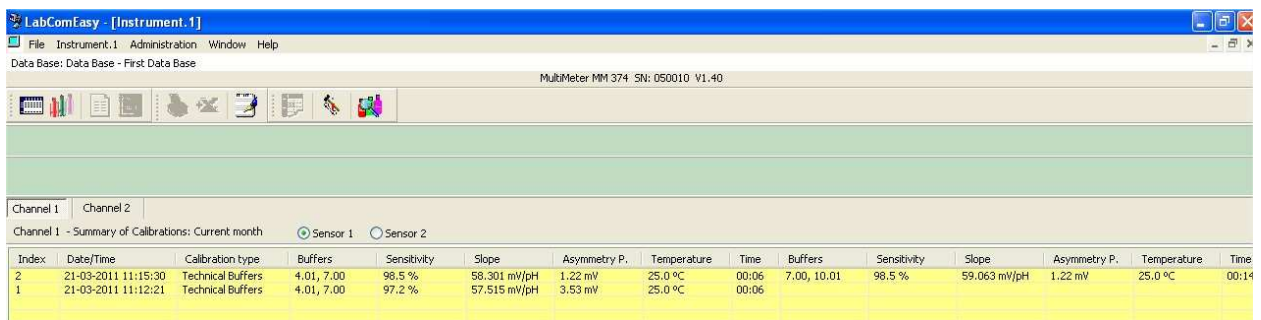 LabComEasy - [Instrument.1]
File Instrument.1 Administration Window Help
Data Base: Data Base - First Data Base
MultiMeter MM 374 SN: 050010 V1.40
Channel 1 Channel 2
Channel 1 - Summary of Calibrations: Current month Sensor 1 Sensor 2
Index Date/Time Calibration type Buffers Sensitivity Slope Asymmetry P. Temperature Time Buffers Sensitivity Slope Asymmetry P. Temperature Time
2 21-03-2011 11:15:30 Technical Buffers 4.01, 7.00 98.5 % 58.301 mV/pH 1.22 mV 25.0 ºC 00:06 7.00, 10.01 98.5 % 59.063 mV/pH 1.22 mV 25.0 ºC 00:14
1 21-03-2011 11:12:21 Technical Buffers 4.01, 7.00 97.2 % 57.515 mV/pH 3.53 mV 25.0 ºC 00:06